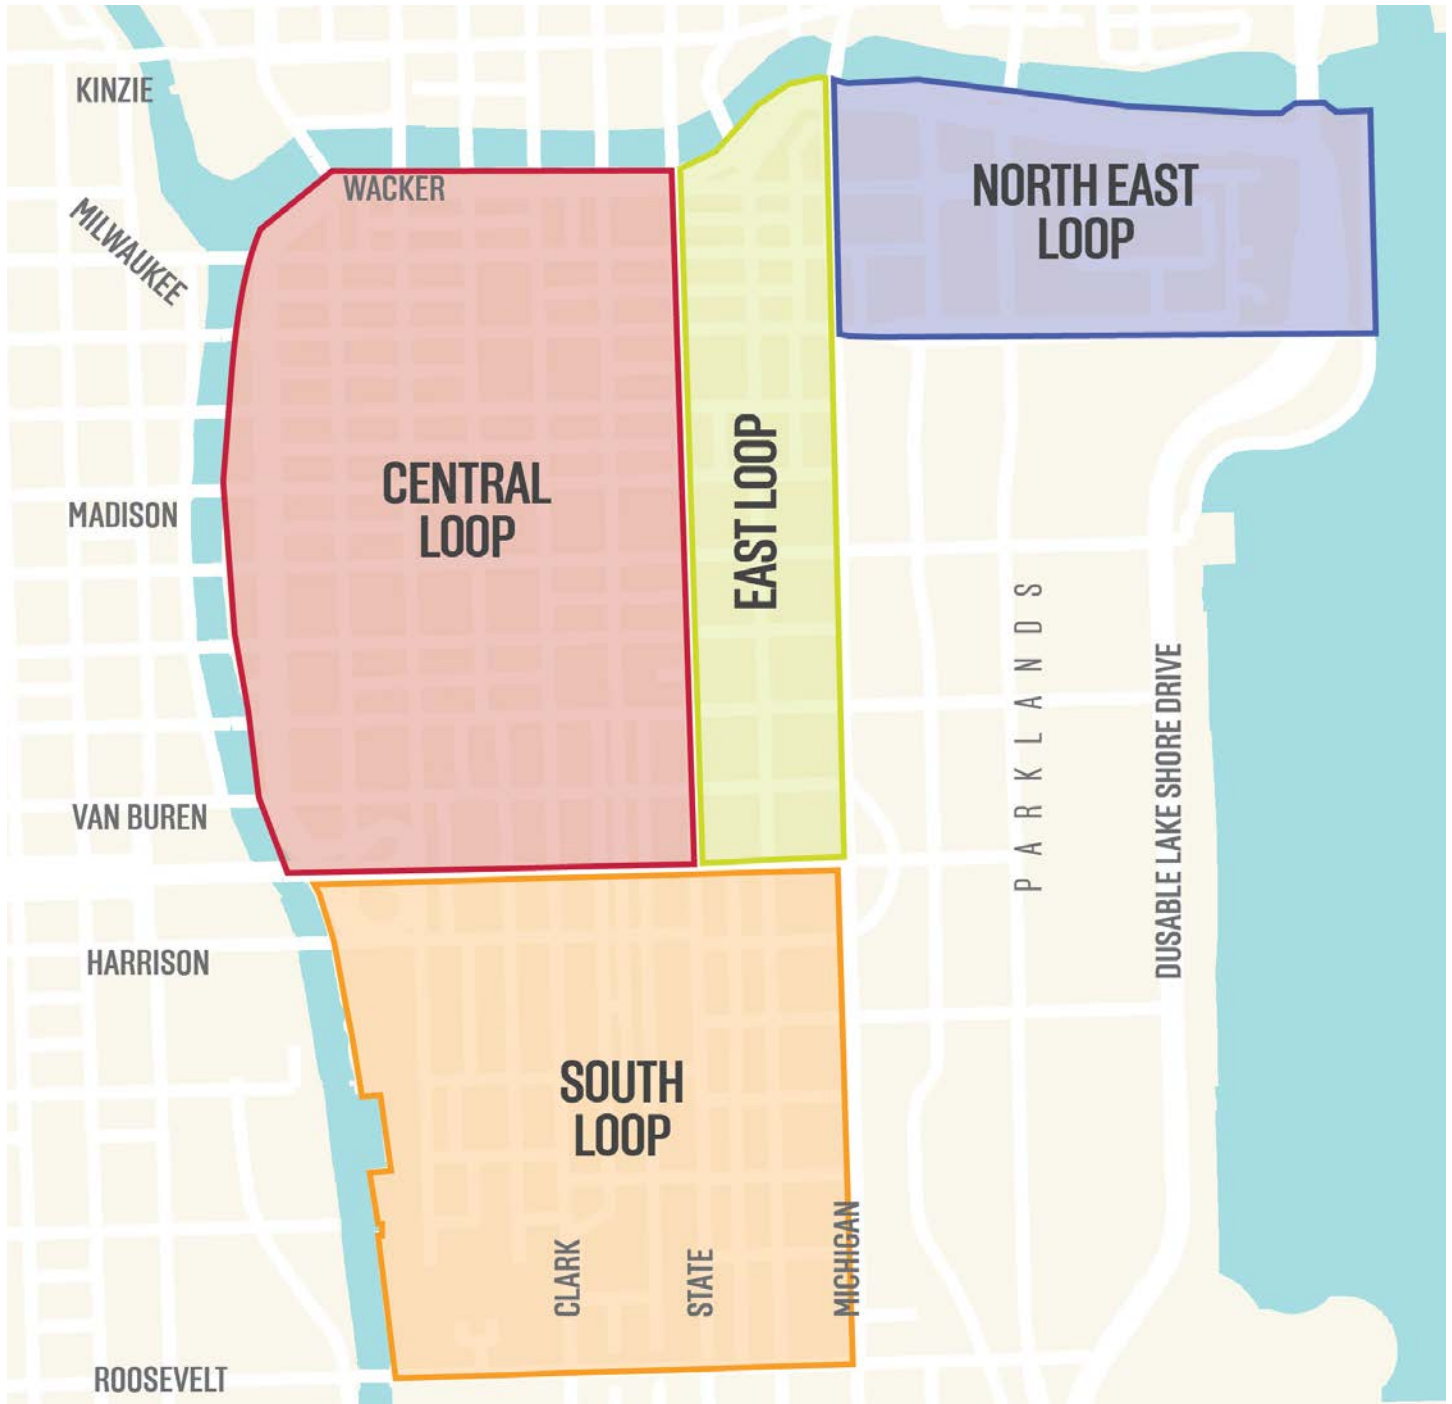 KINZIE
WACKER
MILWAUKEE
NORTH EAST
LOOP
CENTRAL
LOOP
EAST LOOP
MADISON
PARKLANDS
DUSABLE LAKE SHORE DRIVE
VAN BUREN
HARRISON
SOUTH
LOOP
CLARK
STATE
MICHIGAN
ROOSEVELT